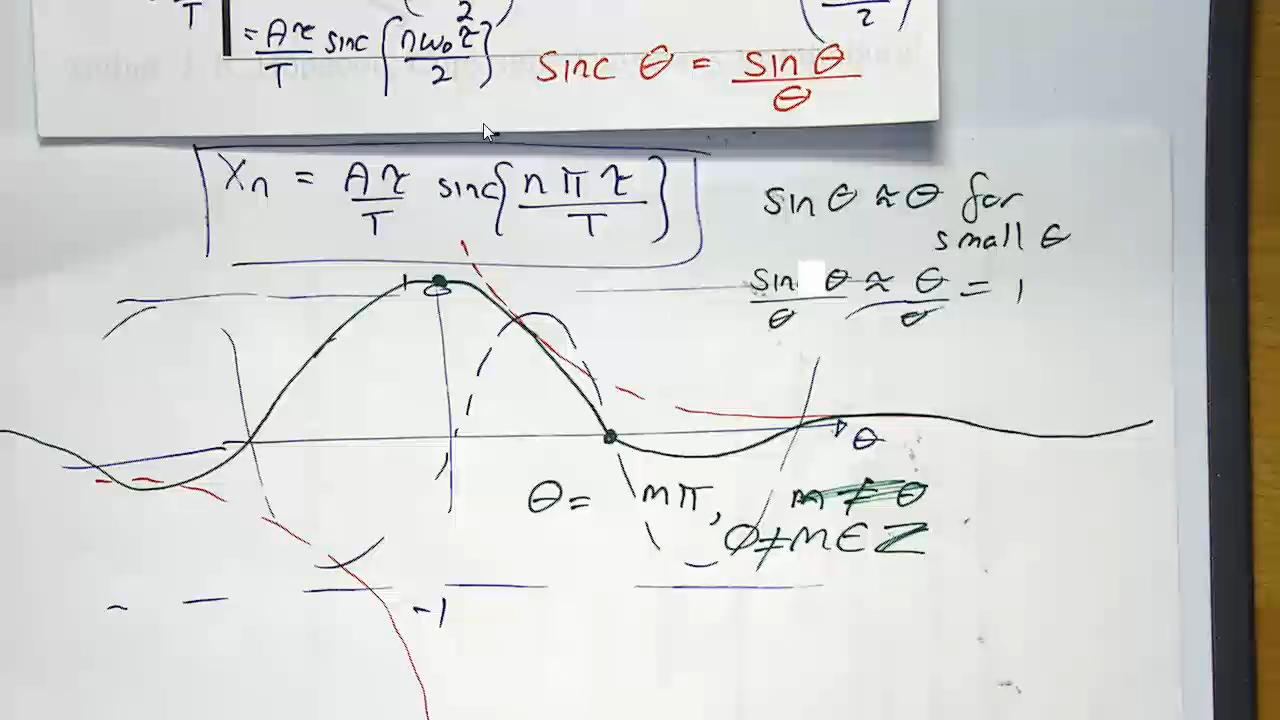 T
2
2
= Aτ/T sinc (nω₀τ/2)
sinc θ = sin θ/θ
Xn = Aτ/T sinc{nπτ/T}
sin θ ≈ θ for
small θ
sin θ/θ ≈ θ/θ = 1
θ
θ = mπ, m ≠ 0
0 ≠ m ∈ Z
-1